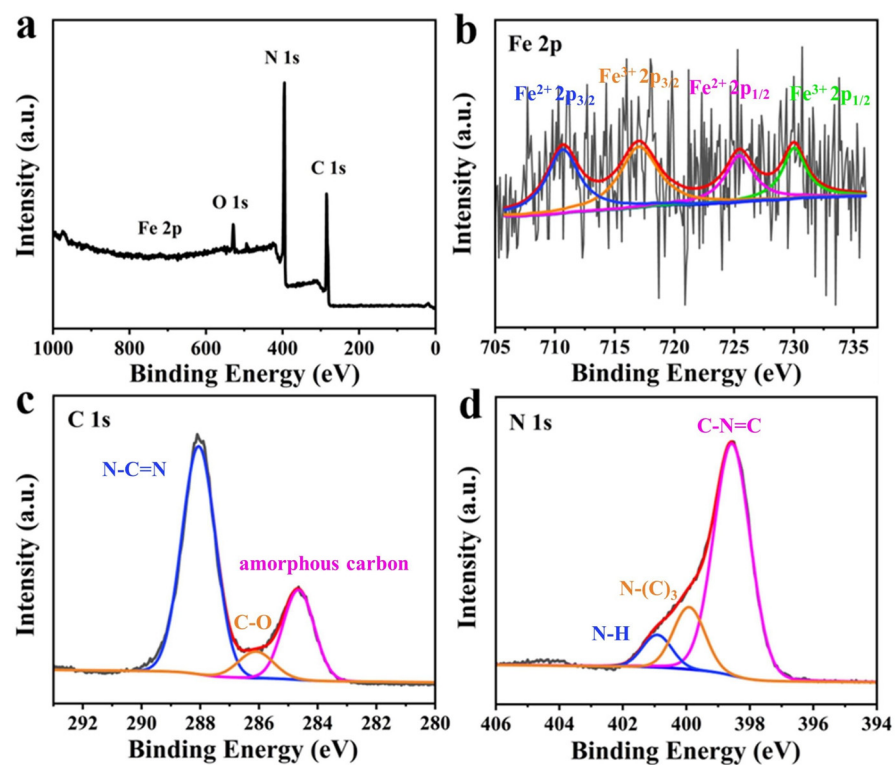 a
N 1s
C 1s
O 1s
Fe 2p
Intensity (a.u.)
1000 800 600 400 200 0
Binding Energy (eV)
b
Fe 2p
Fe²⁺ 2p₃/₂
Fe³⁺ 2p₃/₂
Fe²⁺ 2p₁/₂
Fe³⁺ 2p₁/₂
Intensity (a.u.)
705 710 715 720 725 730 735
Binding Energy (eV)
c
C 1s
N-C=N
amorphous carbon
C-O
Intensity (a.u.)
292 290 288 286 284 282 280
Binding Energy (eV)
d
N 1s
C-N=C
N-(C)₃
N-H
Intensity (a.u.)
406 404 402 400 398 396 394
Binding Energy (eV)